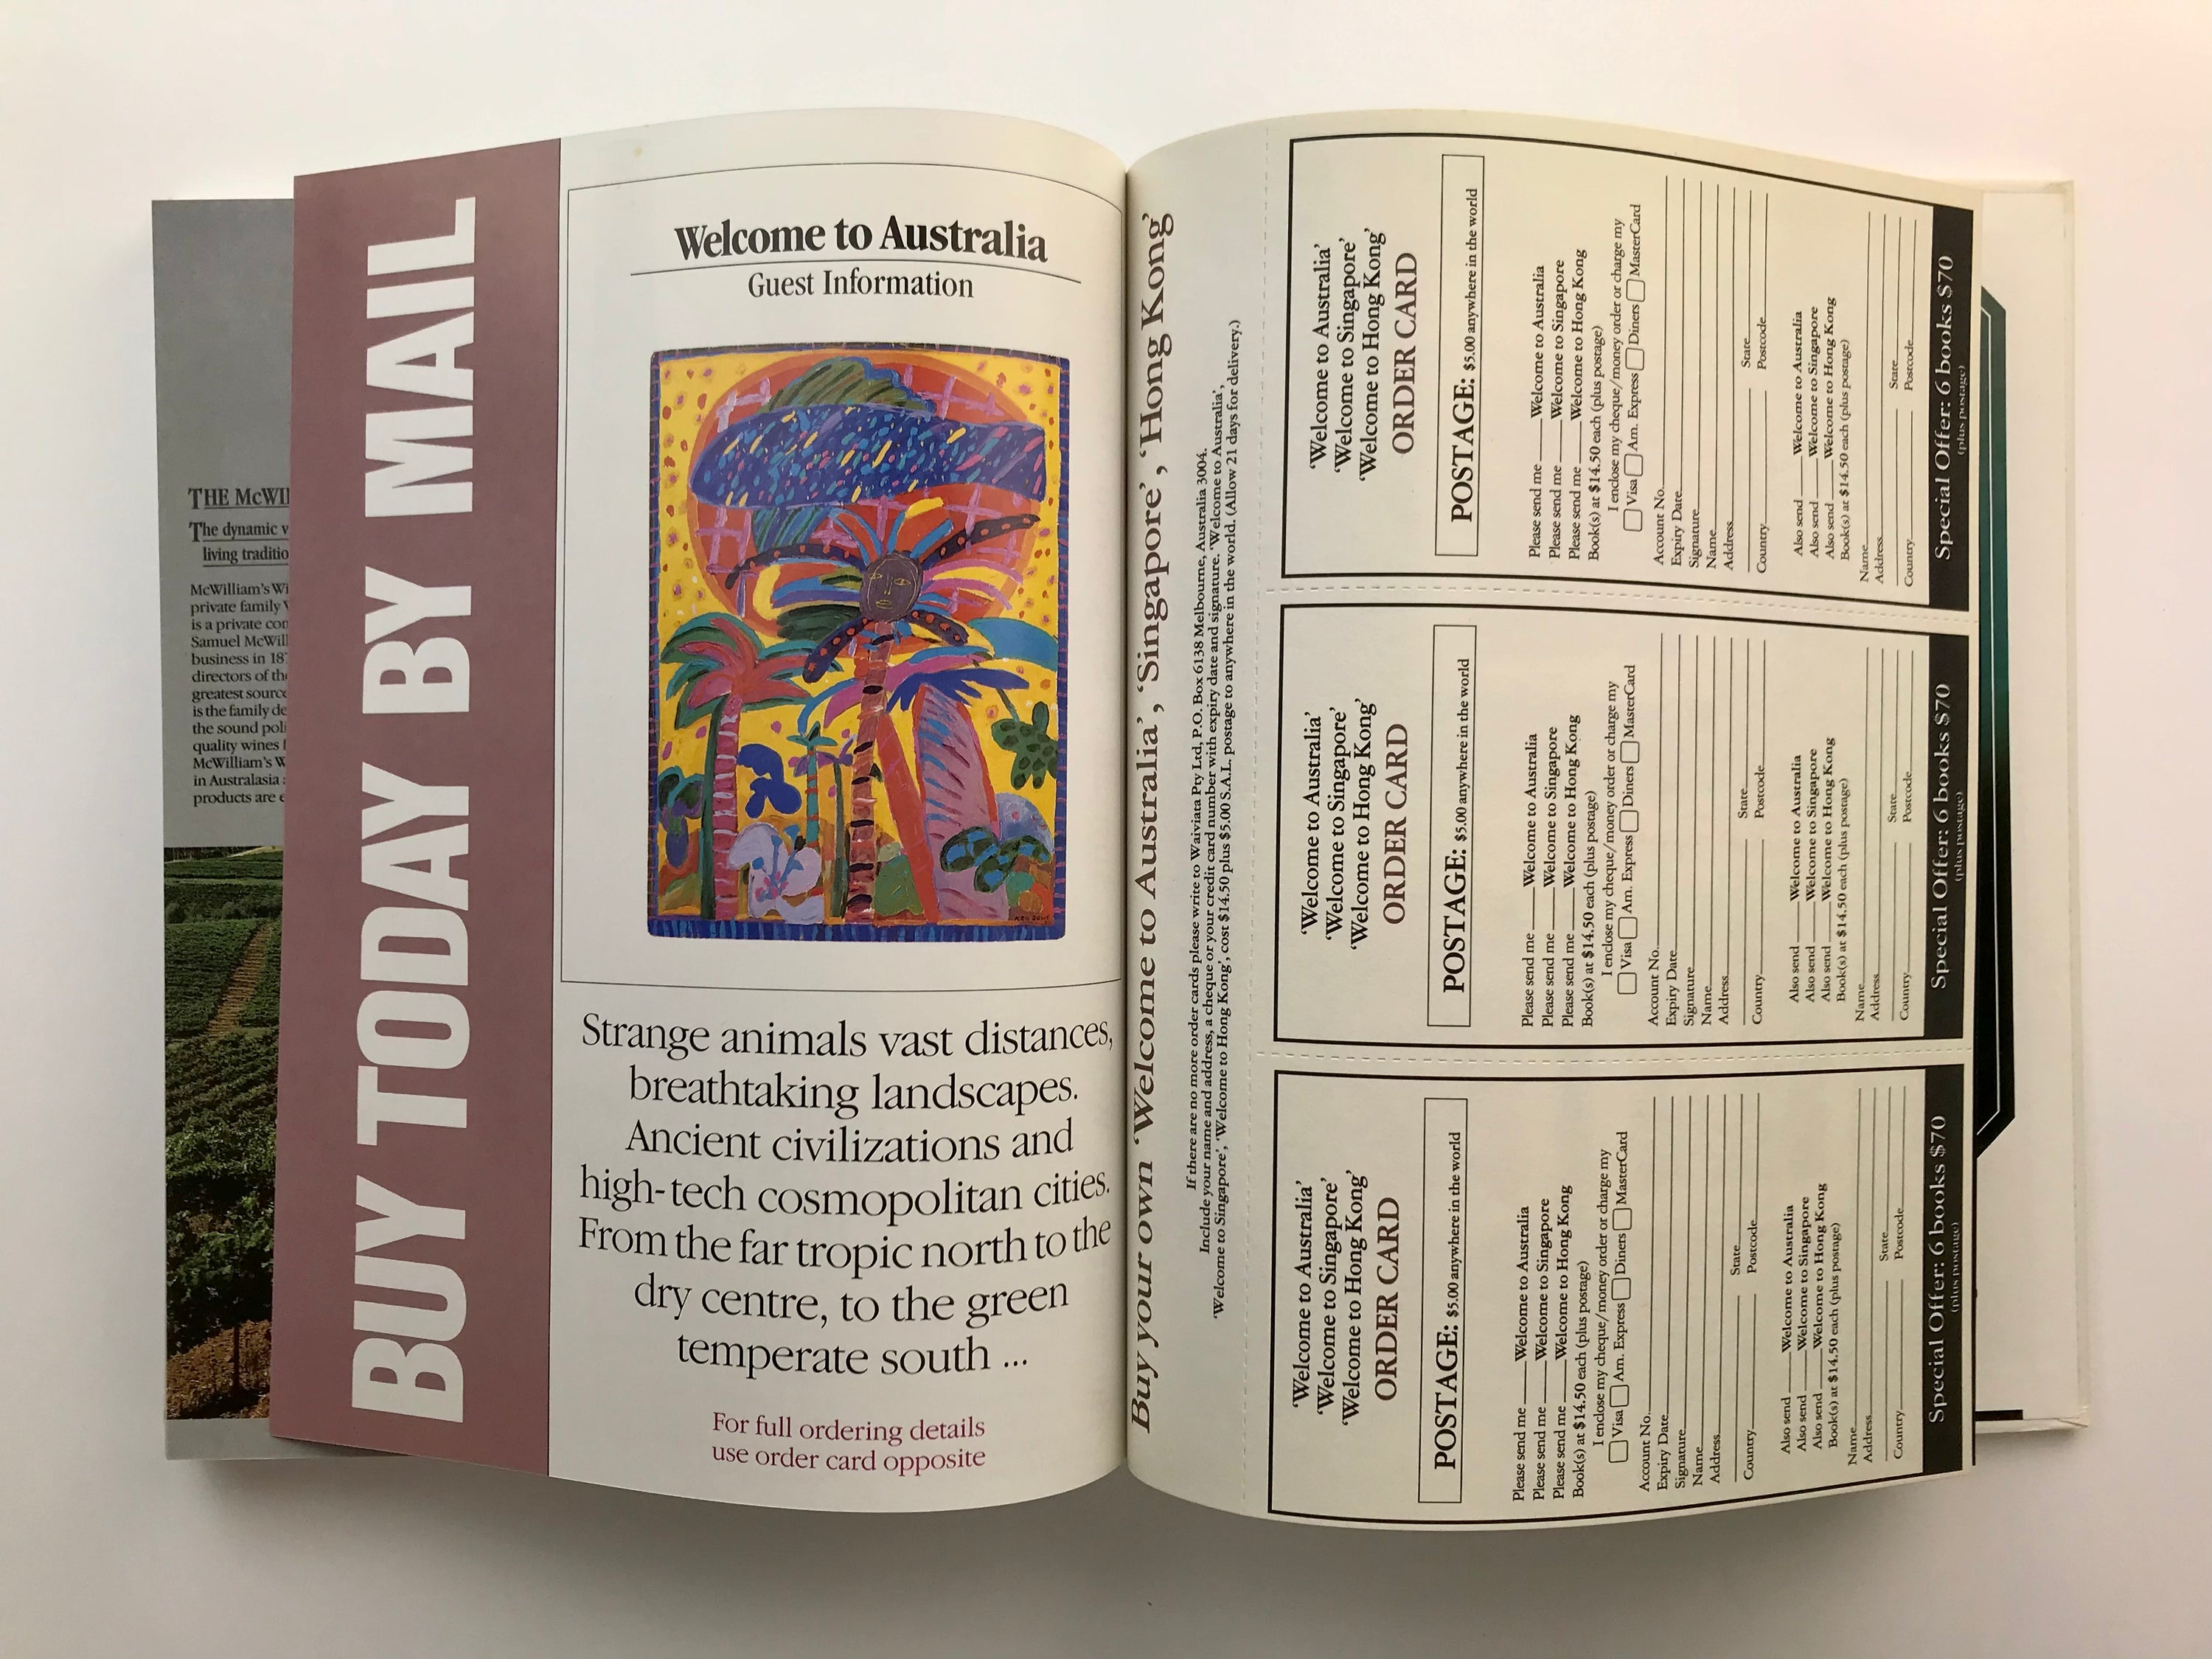 THE McWI
The dynamic v
living traditio
McWilliam's Wi
private family
is a private con
Samuel McWill
business in 18
directors of the
greatest source
is the family de
the sound poli
quality wines
McWilliam's W
in Australasia
products are e
BUY TODAY BY MAIL
Welcome to Australia
Guest Information
KEN DONE
Strange animals vast distances,
breathtaking landscapes.
Ancient civilizations and
high-tech cosmopolitan cities.
From the far tropic north to the
dry centre, to the green
temperate south ...
For full ordering details
use order card opposite
Buy your own 'Welcome to Australia', 'Singapore', 'Hong Kong'
If there are no more order cards please write to Waiviata Pty Ltd, P.O. Box 6138 Melbourne, Australia 3004.
Include your name and address, a cheque or your credit card number with expiry date and signature. 'Welcome to Australia',
'Welcome to Singapore', 'Welcome to Hong Kong', cost $14.50 plus $5.00 S.A.L. postage to anywhere in the world. (Allow 21 days for delivery.)
'Welcome to Australia'
'Welcome to Singapore'
'Welcome to Hong Kong'
ORDER CARD
POSTAGE: $5.00 anywhere in the world
Please send me Welcome to Australia
Please send me Welcome to Singapore
Please send me Welcome to Hong Kong
Book(s) at $14.50 each (plus postage)
I enclose my cheque/money order or charge my
Visa Am. Express Diners MasterCard
Account No.
Expiry Date
Signature
Name
Address
State
Country Postcode
Also send Welcome to Australia
Also send Welcome to Singapore
Also send Welcome to Hong Kong
Book(s) at $14.50 each (plus postage)
Name
Address
State
Country Postcode
Special Offer: 6 books $70
(plus postage)
'Welcome to Australia'
'Welcome to Singapore'
'Welcome to Hong Kong'
ORDER CARD
POSTAGE: $5.00 anywhere in the world
Please send me Welcome to Australia
Please send me Welcome to Singapore
Please send me Welcome to Hong Kong
Book(s) at $14.50 each (plus postage)
I enclose my cheque/money order or charge my
Visa Am. Express Diners MasterCard
Account No.
Expiry Date
Signature
Name
Address
State
Country Postcode
Also send Welcome to Australia
Also send Welcome to Singapore
Also send Welcome to Hong Kong
Book(s) at $14.50 each (plus postage)
Name
Address
State
Country Postcode
Special Offer: 6 books $70
(plus postage)
'Welcome to Australia'
'Welcome to Singapore'
'Welcome to Hong Kong'
ORDER CARD
POSTAGE: $5.00 anywhere in the world
Please send me Welcome to Australia
Please send me Welcome to Singapore
Please send me Welcome to Hong Kong
Book(s) at $14.50 each (plus postage)
I enclose my cheque/money order or charge my
Visa Am. Express Diners MasterCard
Account No.
Expiry Date
Signature
Name
Address
State
Country Postcode
Also send Welcome to Australia
Also send Welcome to Singapore
Also send Welcome to Hong Kong
Book(s) at $14.50 each (plus postage)
Name
Address
State
Country Postcode
Special Offer: 6 books $70
(plus postage)